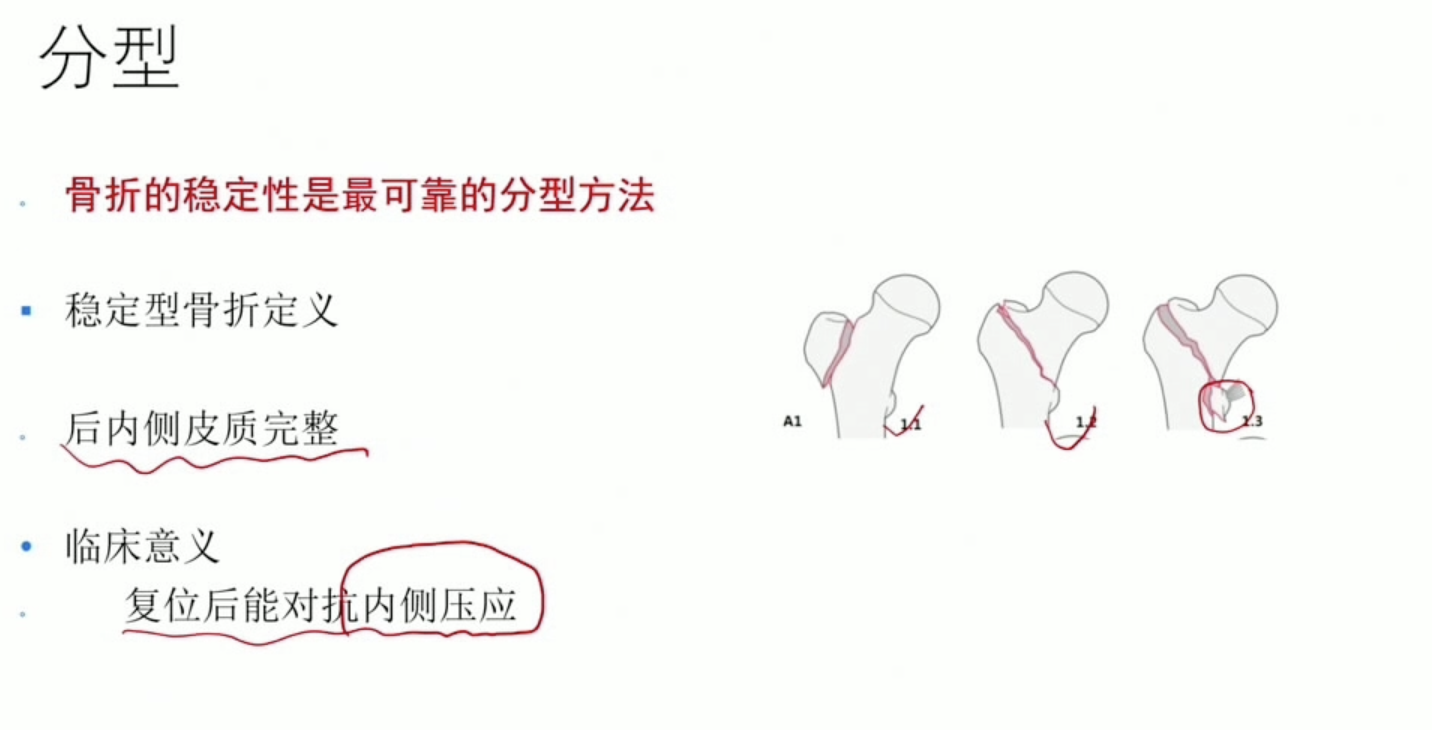 分型
骨折的稳定性是最可靠的分型方法
稳定型骨折定义
后内侧皮质完整
临床意义
复位后能对抗内侧压应
A1
1.1
1.2
1.3